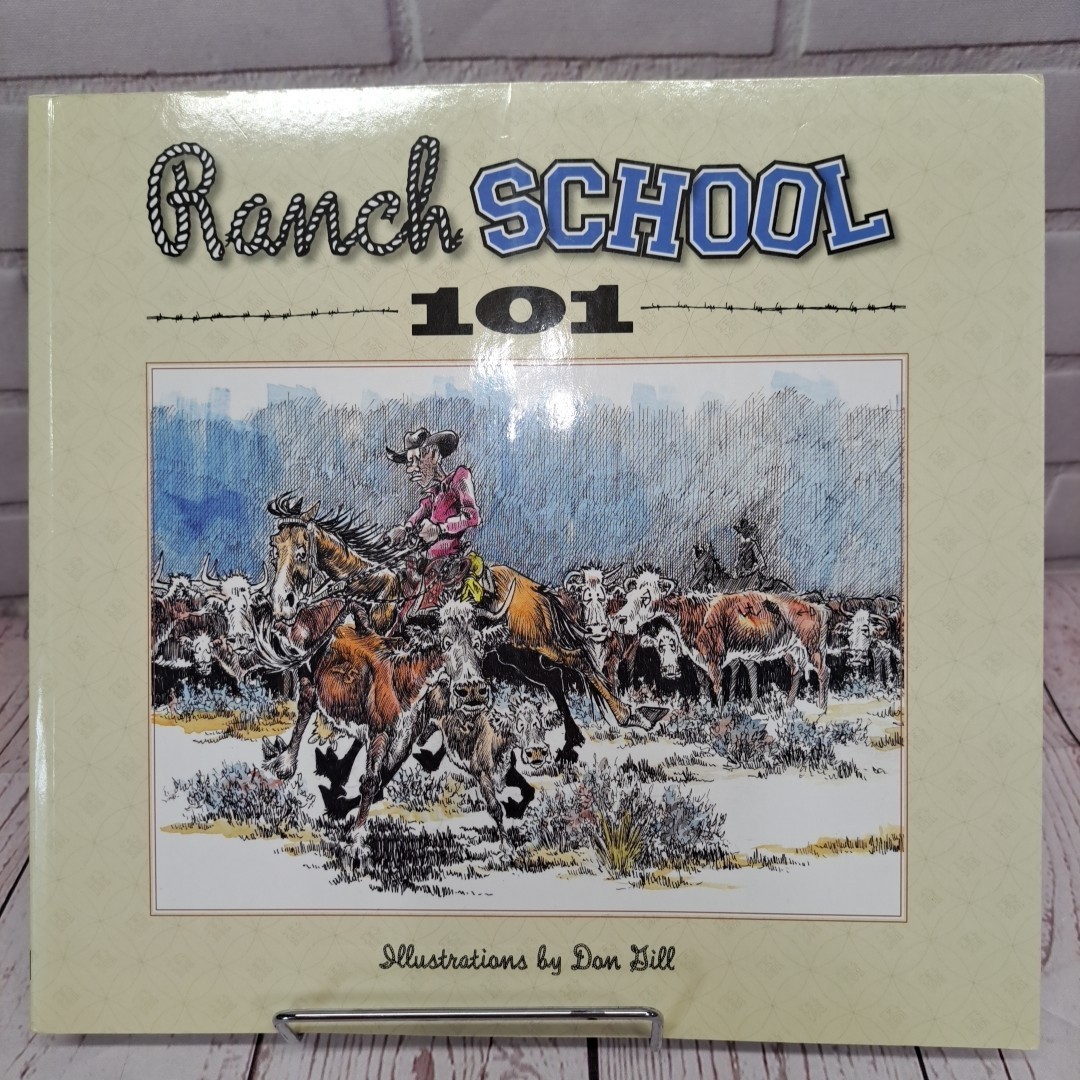 Ranch SCHOOL
101
Illustrations by Don Gill